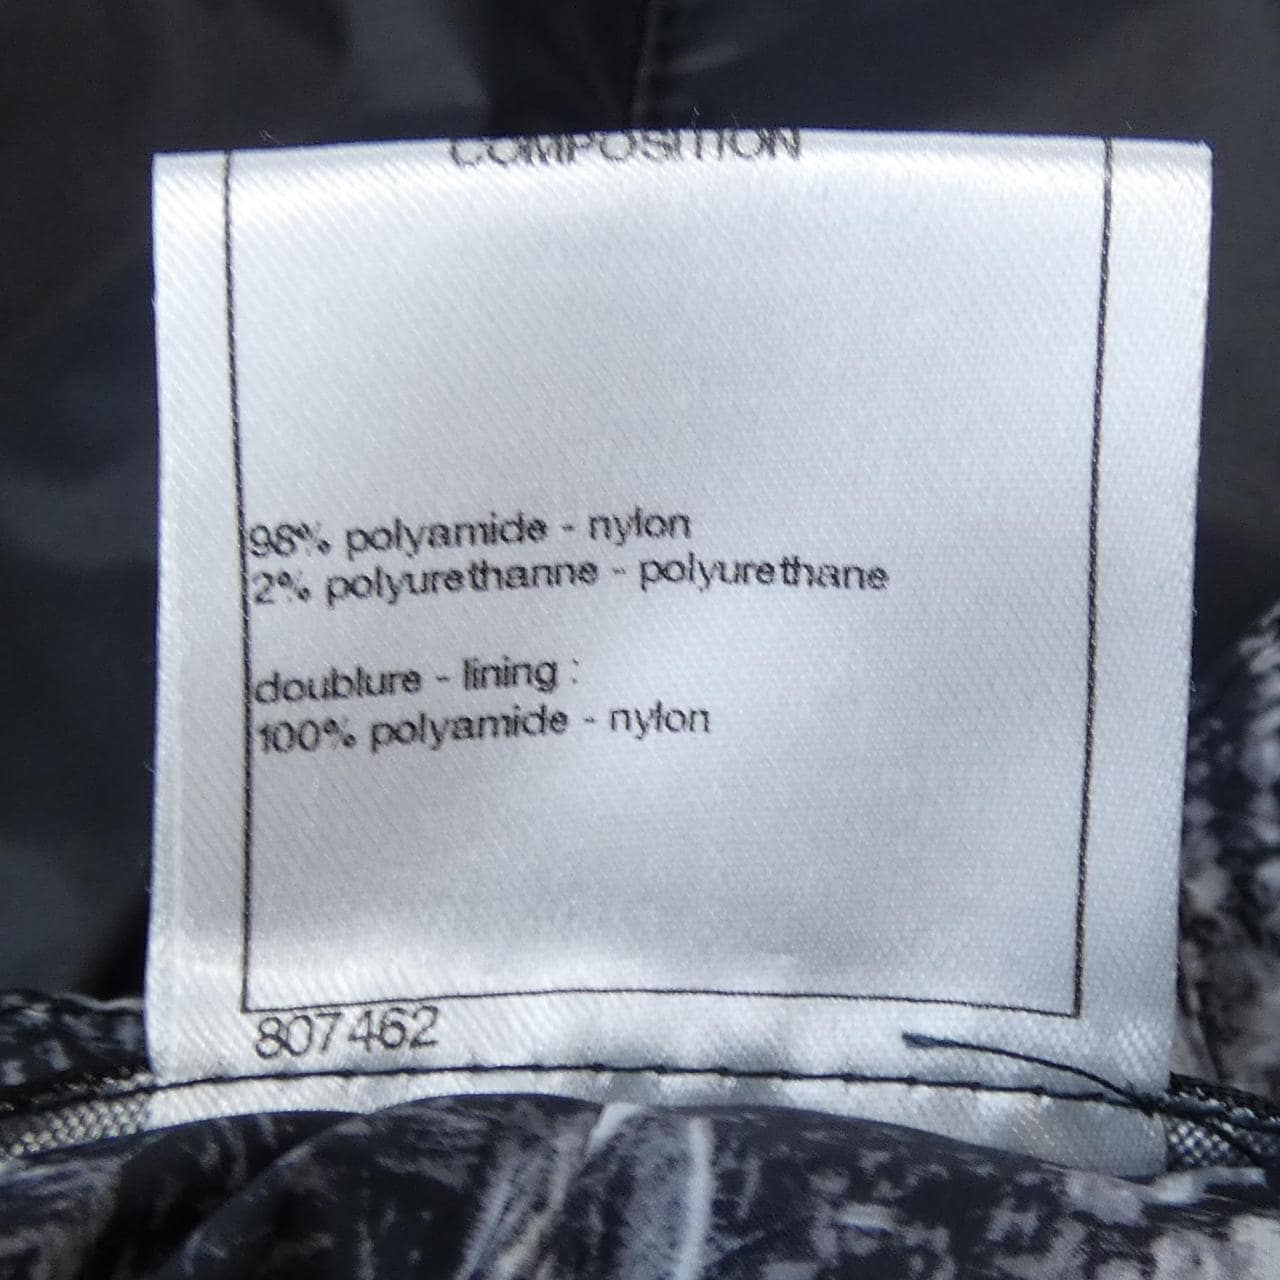 COMPOSITION
98% polyamide - nylon
2% polyurethanne - polyurethane
doublure - lining :
100% polyamide - nylon
807462